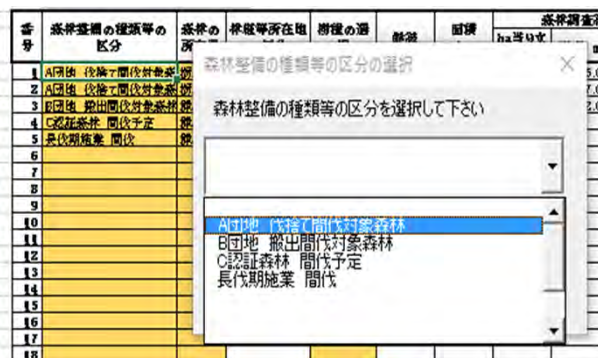 番号 森林整備の種類等の区分 森林の 林班等所在地 樹種の選 面積 森林調査
ha当り文
1 A団地 伐捨て間伐対象森
2 A団地 伐捨て間伐対象森
3 B団地 搬出間伐対象森林
4 C認証森林 間伐予定
5 長伐期施業 間伐
6
7
8
9
10
11
12
13
14
15
16
17
18
森林整備の種類等の区分の選択
森林整備の種類等の区分を選択して下さい
A団地 伐捨て間伐対象森林
B団地 搬出間伐対象森林
C認証森林 間伐予定
長伐期施業 間伐